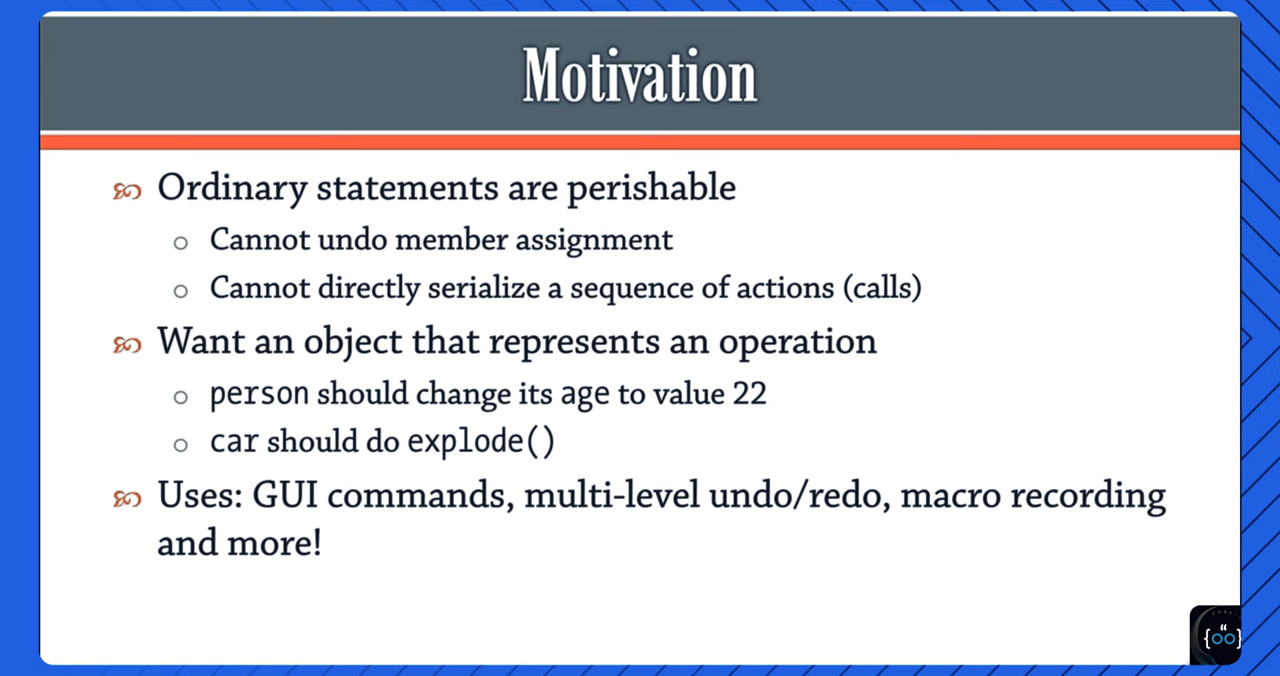 Motivation
Ordinary statements are perishable
Cannot undo member assignment
Cannot directly serialize a sequence of actions (calls)
Want an object that represents an operation
person should change its age to value 22
car should do explode()
Uses: GUI commands, multi-level undo/redo, macro recording
and more!